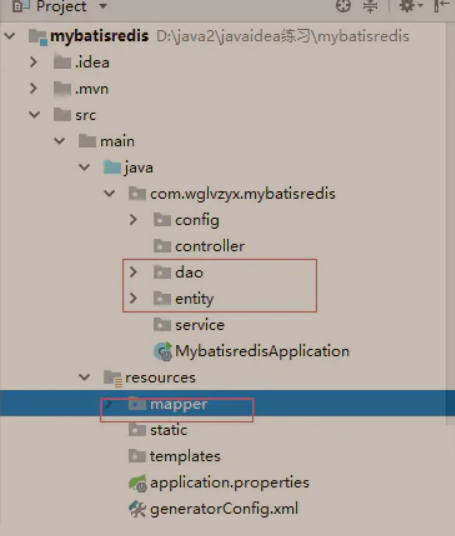 Project
mybatisredis D:\java2\javaidea练习\mybatisredis
.idea
.mvn
src
main
java
com.wglvzyx.mybatisredis
config
controller
dao
entity
service
MybatisredisApplication
resources
mapper
static
templates
application.properties
generatorConfig.xml